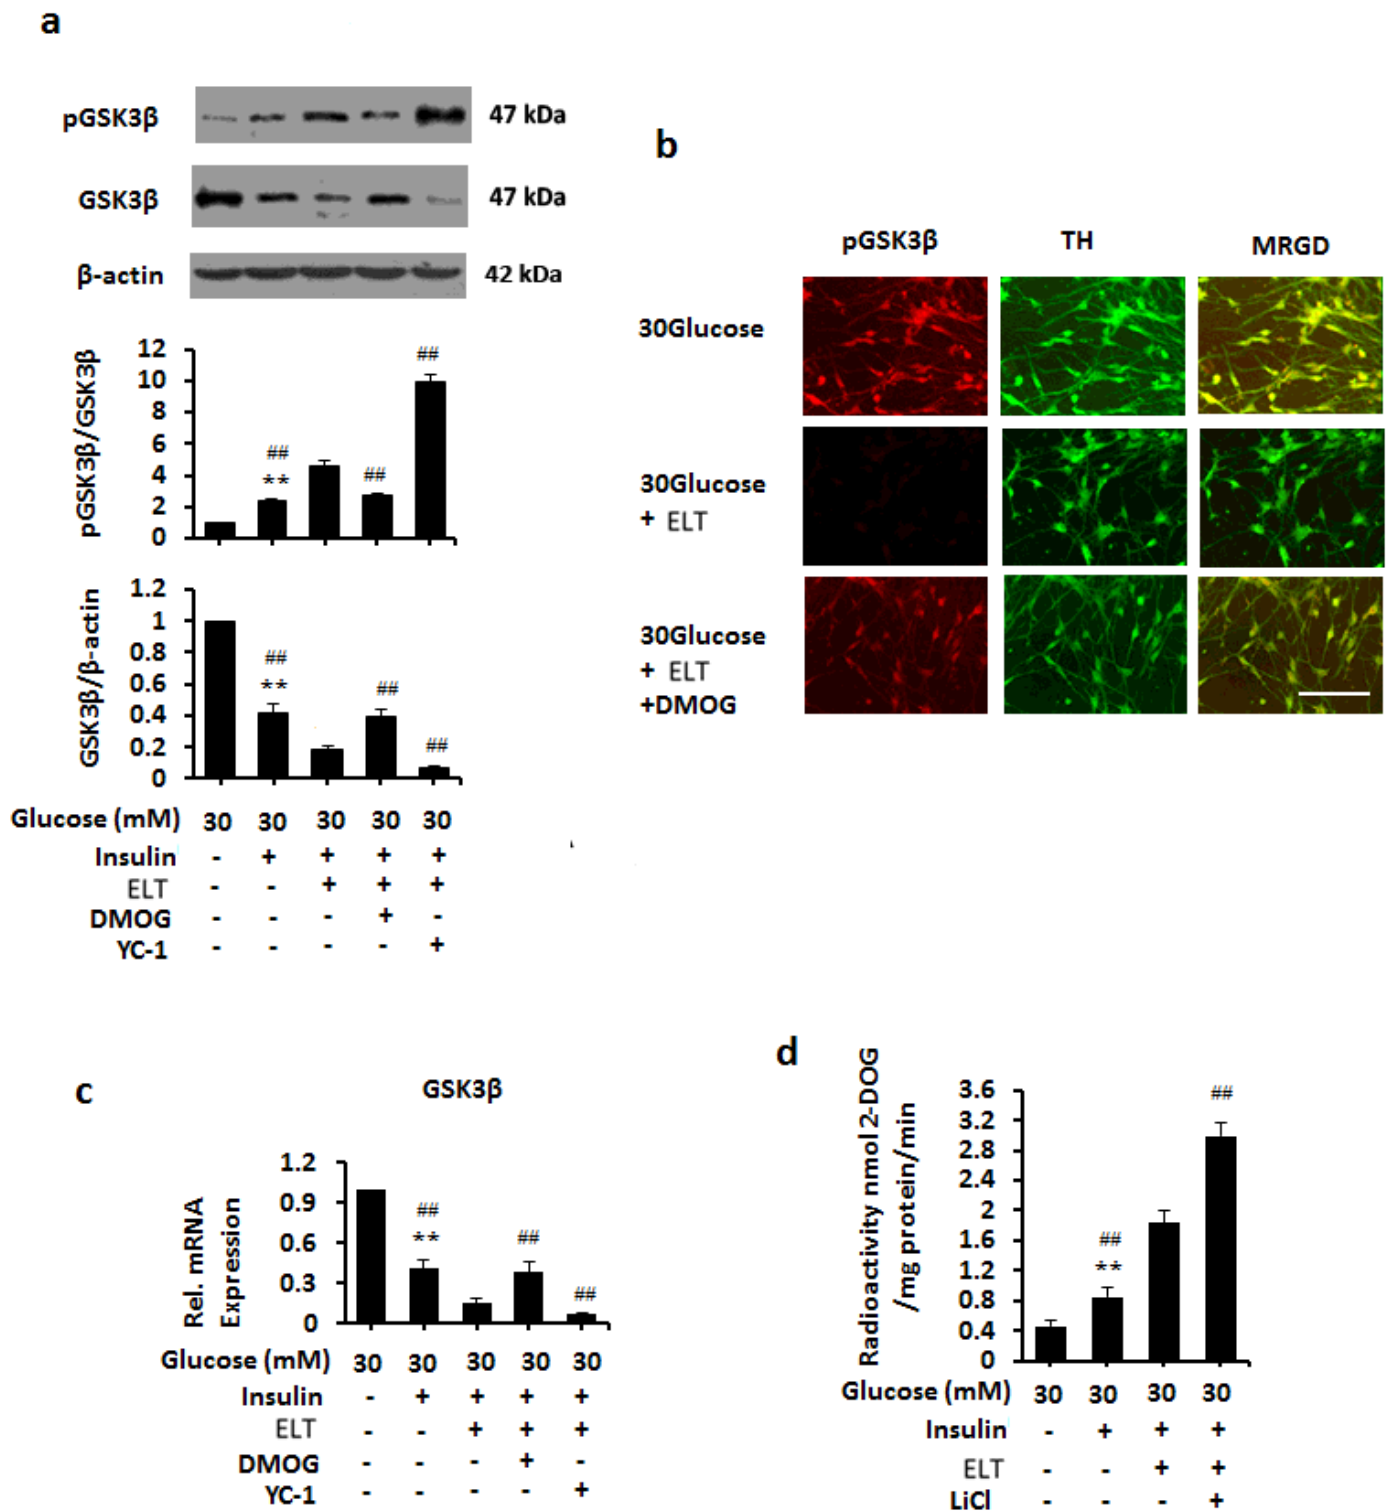 a
pGSK3β 47 kDa
GSK3β 47 kDa
β-actin 42 kDa
pGSK3β/GSK3β
12
10
8
6
4
2
0
##
**
##
##
GSK3β/β-actin
1.2
1
0.8
0.6
0.4
0.2
0
##
**
##
##
Glucose (mM) 30 30 30 30 30
Insulin - + + + +
ELT - - + + +
DMOG - - - + -
YC-1 - - - - +
b
pGSK3β TH MRGD
30Glucose
30Glucose
+ ELT
30Glucose
+ ELT
+DMOG
c
GSK3β
Rel. mRNA
Expression
1.2
0.9
0.6
0.3
0
##
**
##
##
Glucose (mM) 30 30 30 30 30
Insulin - + + + +
ELT - - + + +
DMOG - - - + -
YC-1 - - - - +
d
Radioactivity nmol 2-DOG
/mg protein/min
3.6
3.2
2.8
2.4
2
1.6
1.2
0.8
0.4
0
##
**
##
Glucose (mM) 30 30 30 30
Insulin - + + +
ELT - - + +
LiCl - - - +